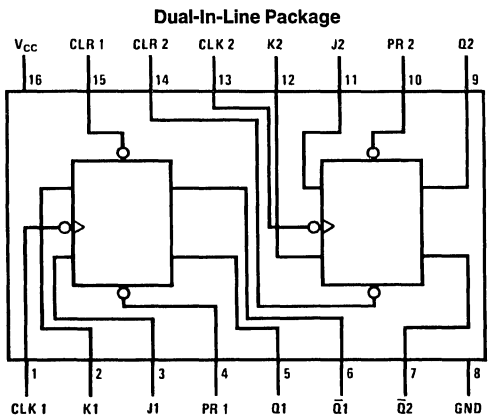 Dual-In-Line Package
VCC CLR 1 CLR 2 CLK 2 K2 J2 PR 2 Q2
16 15 14 13 12 11 10 9
1 2 3 4 5 6 7 8
CLK 1 K1 J1 PR 1 Q1 Q̅1 Q̅2 GND